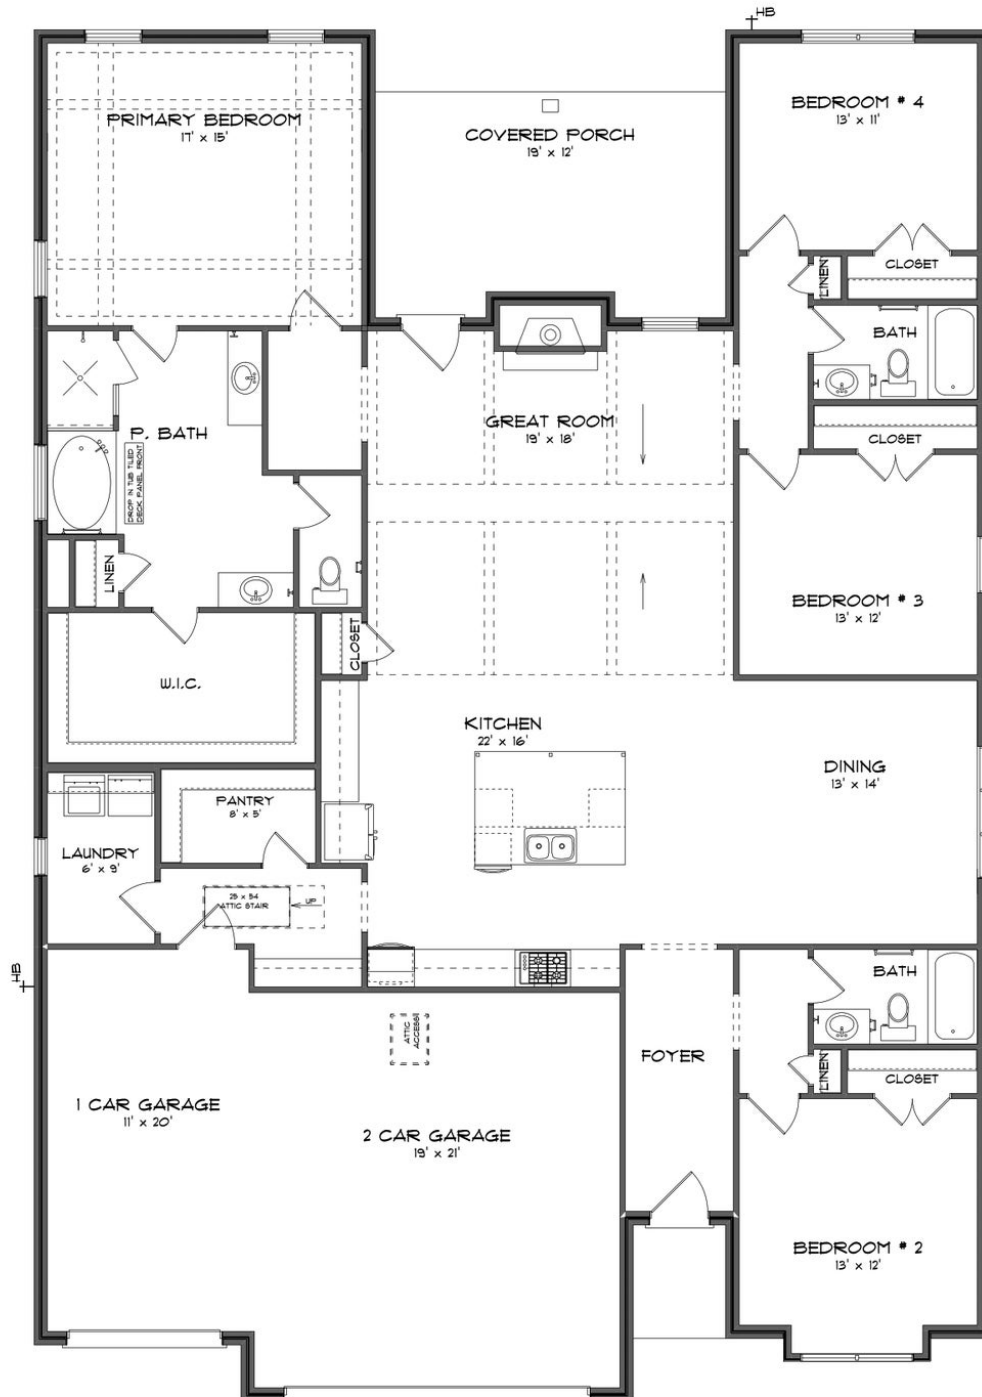 HB
PRIMARY BEDROOM
17' x 15'
COVERED PORCH
19' x 12'
BEDROOM # 4
13' x 11'
LINEN
CLOSET
BATH
GREAT ROOM
19' x 18'
CLOSET
P. BATH
DROP IN TUB TILED
DECK PANEL FRONT
LINEN
BEDROOM # 3
13' x 12'
CLOSET
W.I.C.
KITCHEN
22' x 16'
DINING
13' x 14'
PANTRY
8' x 5'
LAUNDRY
6' x 9'
25 x 54
ATTIC STAIR
UP
HB
BATH
ATTIC
ACCESS
FOYER
LINEN
CLOSET
1 CAR GARAGE
11' x 20'
2 CAR GARAGE
19' x 21'
BEDROOM # 2
13' x 12'